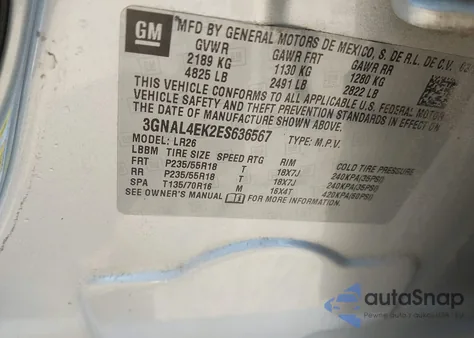 GM
MFD BY GENERAL MOTORS DE MEXICO, S. DE R.L. DE C.V.
GVWR GAWR FRT GAWR RR
2189 KG 1130 KG 1280 KG
4825 LB 2491 LB 2822 LB
THIS VEHICLE CONFORMS TO ALL APPLICABLE U.S. FEDERAL MOTOR
VEHICLE SAFETY STANDARDS IN EFFECT ON
THE DATE OF MANUFACTURE SHOWN ABOVE.
3GNAL4EK2ES636567 TYPE: M.P.V.
MODEL: LR26
LBBM TIRE SIZE SPEED RTG RIM COLD TIRE PRESSURE
FRT P235/55R18 T 18X7J 240KPA(35PSI)
RR P235/55R18 T 18X7J 240KPA(35PSI)
SPA T135/70R16 M 16X4T 420KPA(60PSI)
SEE OWNER'S MANUAL FOR MORE INFORMATION.
autoSnap